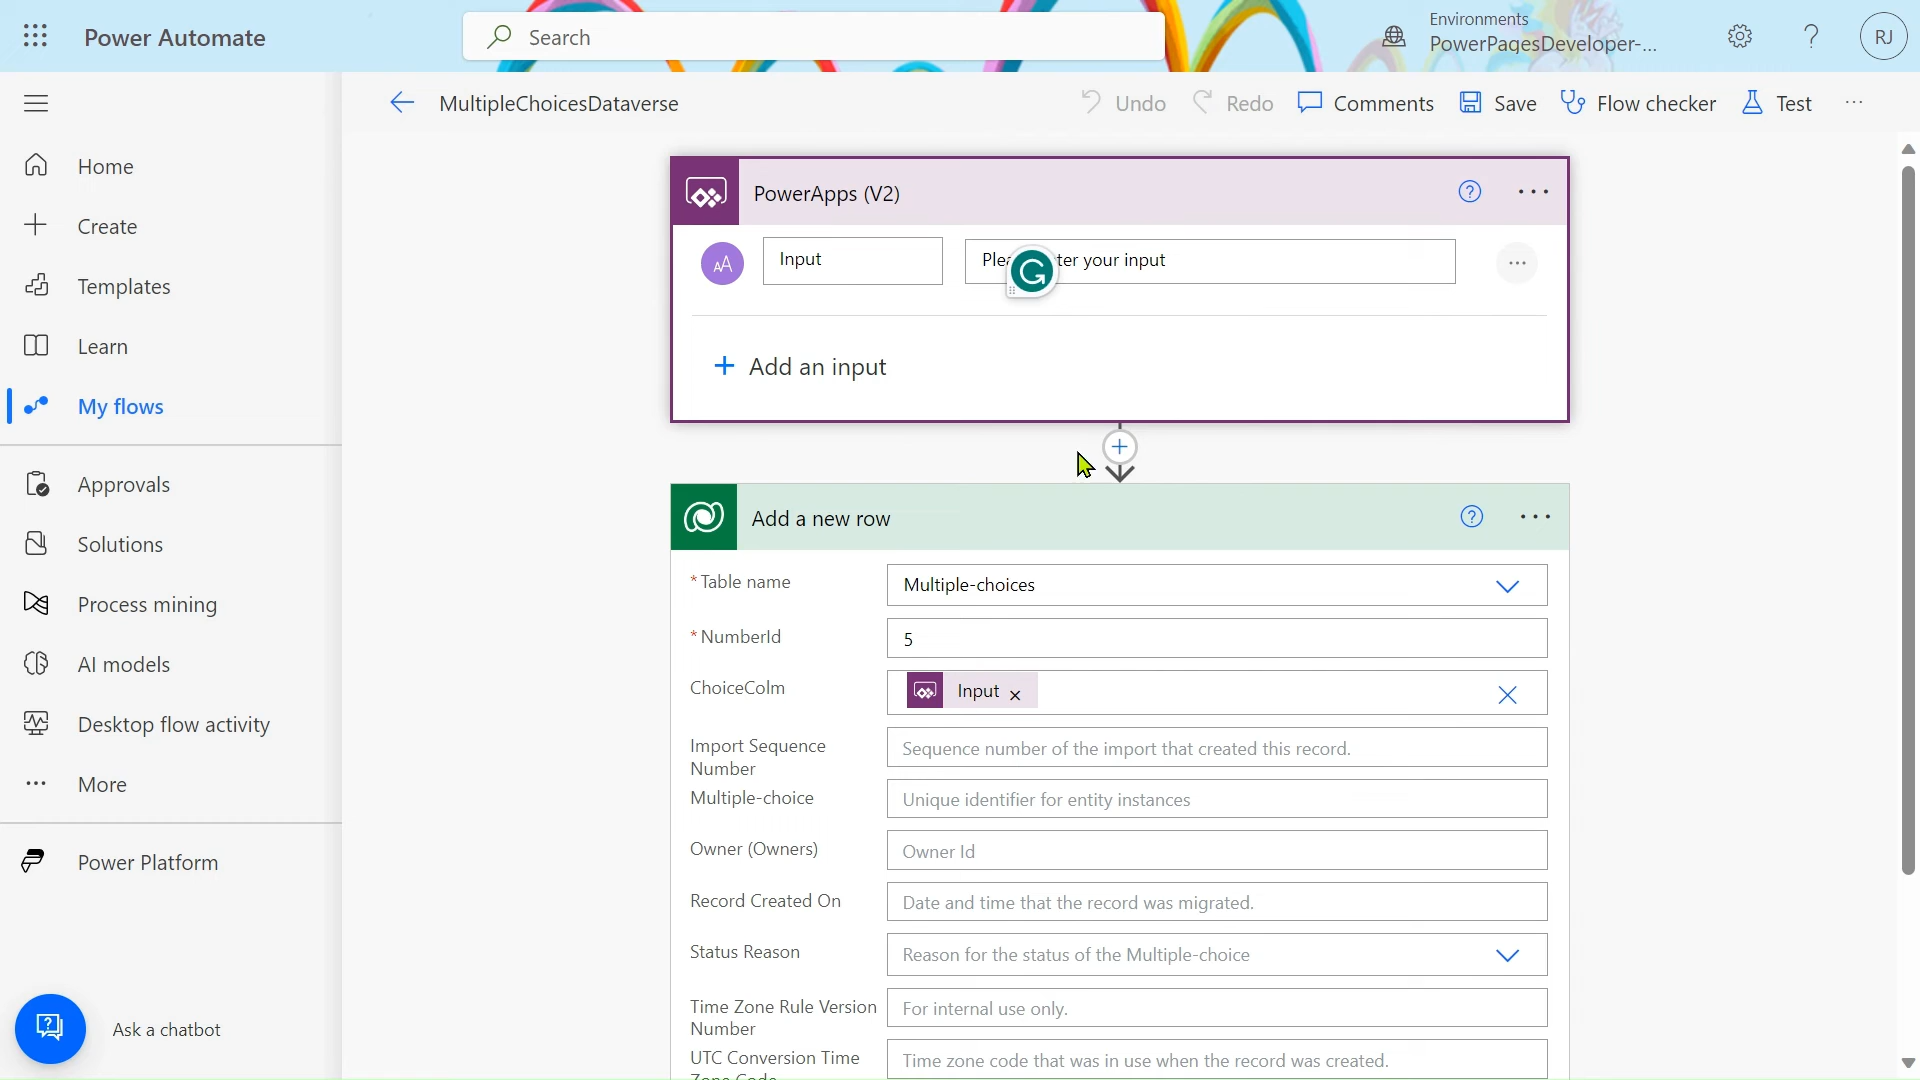 Power Automate
Search
Environments
PowerPagesDeveloper-...
RJ
MultipleChoicesDataverse
Undo
Redo
Comments
Save
Flow checker
Test
Home
Create
Templates
Learn
My flows
Approvals
Solutions
Process mining
AI models
Desktop flow activity
More
Power Platform
Ask a chatbot
PowerApps (V2)
AA
Input
your input
Add an input
Add a new row
* Table name
Multiple-choices
* NumberId
5
ChoiceColm
Input
Import Sequence
Number
Sequence number of the import that created this record.
Multiple-choice
Unique identifier for entity instances
Owner (Owners)
Owner Id
Record Created On
Date and time that the record was migrated.
Status Reason
Reason for the status of the Multiple-choice
Time Zone Rule Version
Number
For internal use only.
UTC Conversion Time
Time zone code that was in use when the record was created.